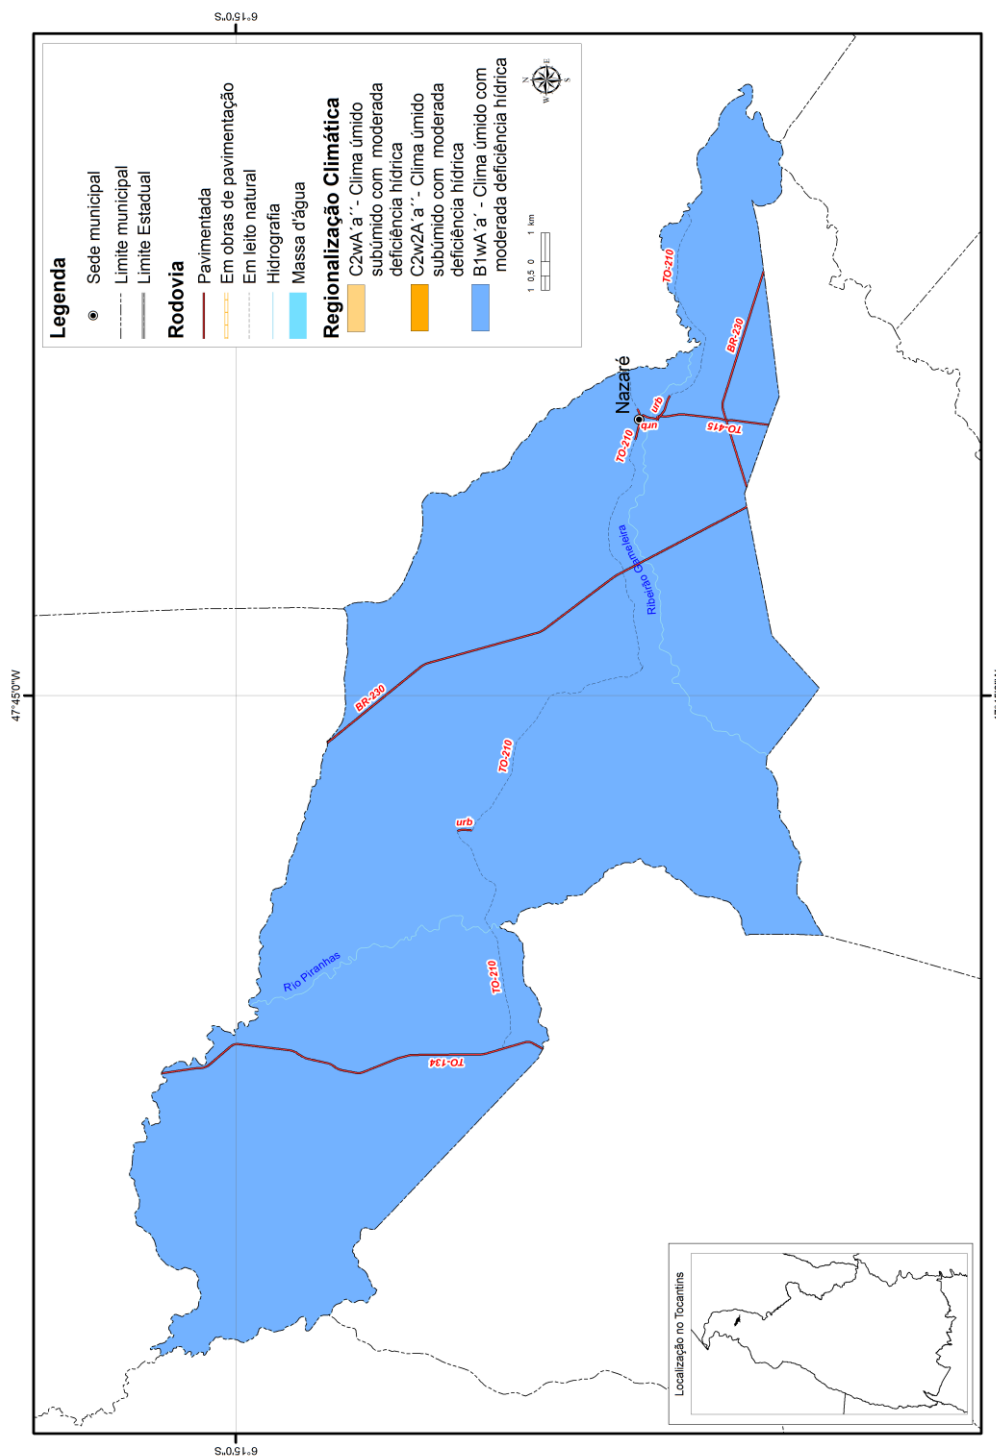 Legenda
Sede municipal
Limite municipal
Limite Estadual
Rodovia
Pavimentada
Em obras de pavimentação
Em leito natural
Hidrografia
Massa d'água
Regionalização Climática
C2wA´a´´- Clima úmido
subúmido com moderada
deficiência hídrica
C2w2A´a´´- Clima úmido
subúmido com moderada
deficiência hídrica
B1wA´a´ - Clima úmido com
moderada deficiência hídrica
N
W E
S
1 0,5 0 1 km
6°15'0"S
6°15'0"S
47°45'0"W
Nazaré
TO-210
TO-210
urb
urb
BR-230
TO-415
Ribeirão Gameleira
BR-230
TO-210
urb
Rio Piranhas
TO-210
TO-134
Localização no Tocantins